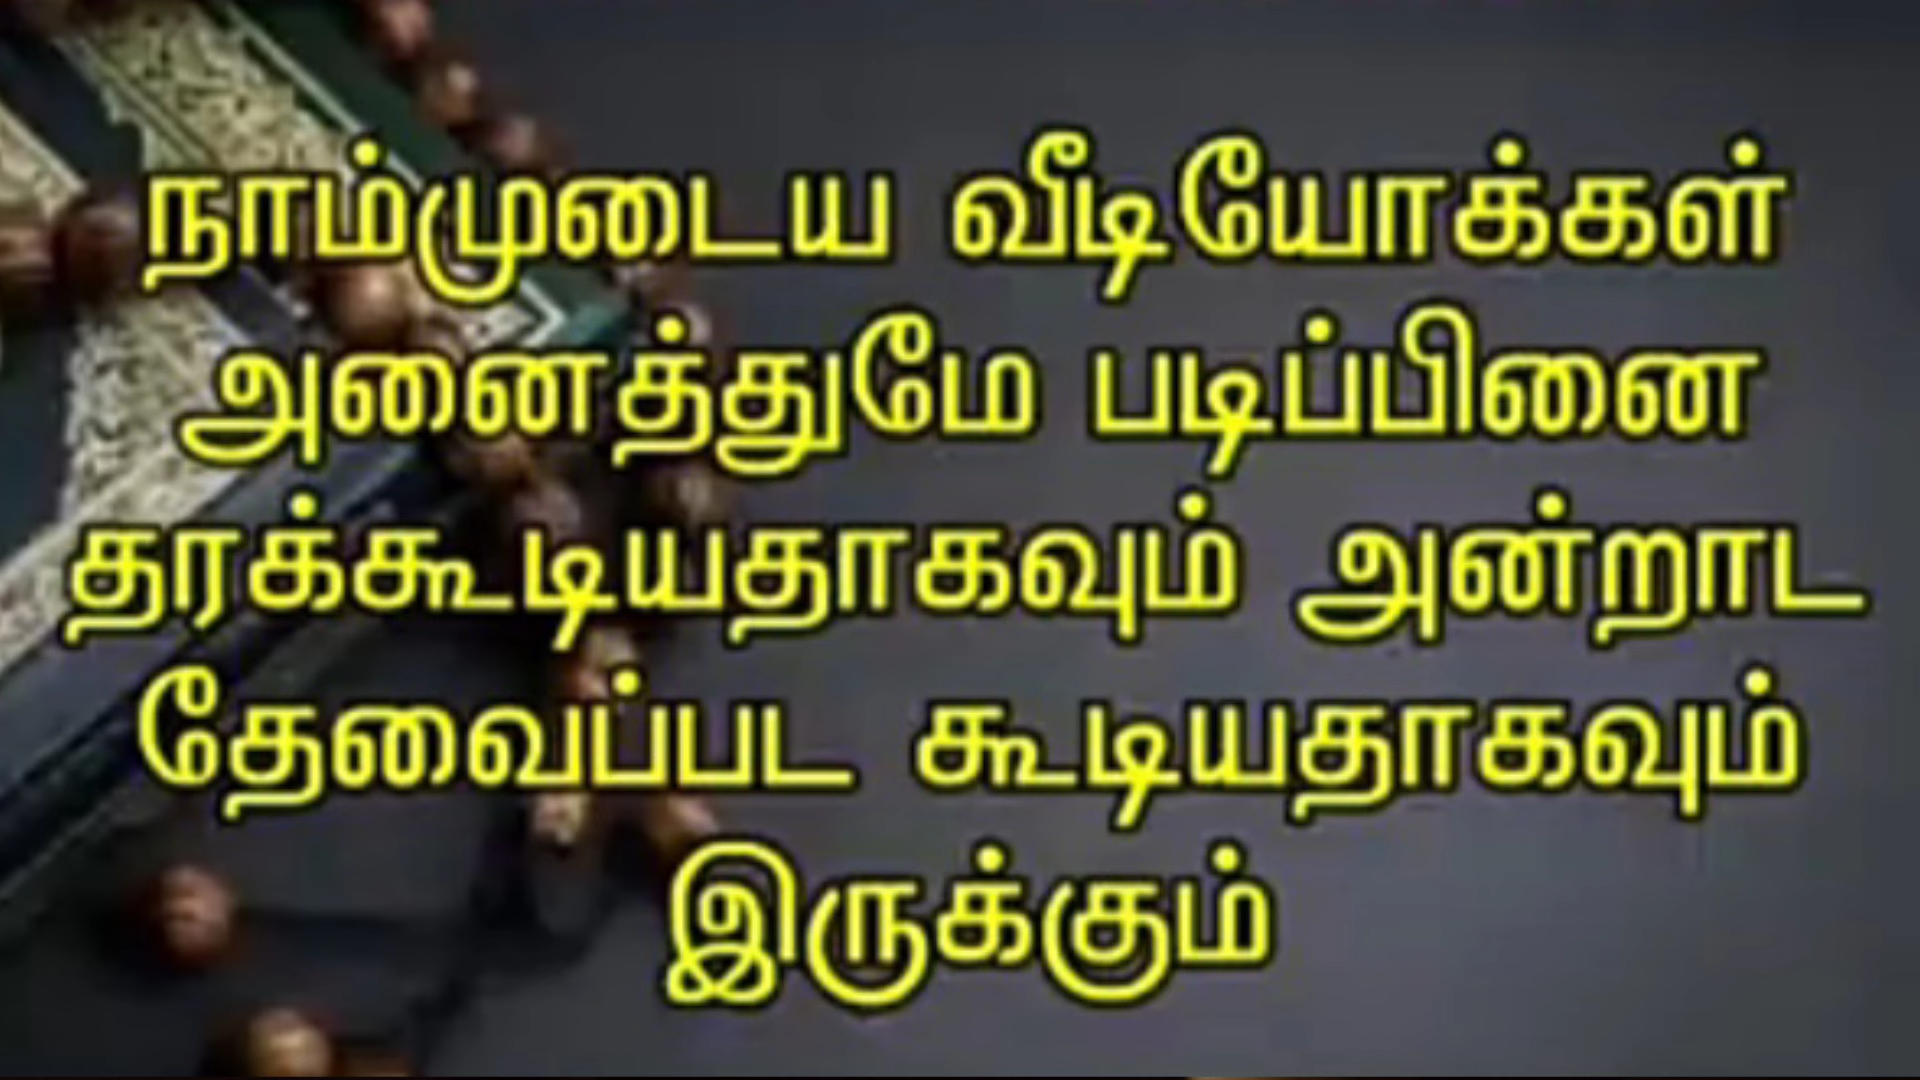 நாம்முடைய வீடியோக்கள்
அனைத்துமே படிப்பினை
தரக்கூடியதாகவும் அன்றாட
தேவைப்பட கூடியதாகவும்
இருக்கும்